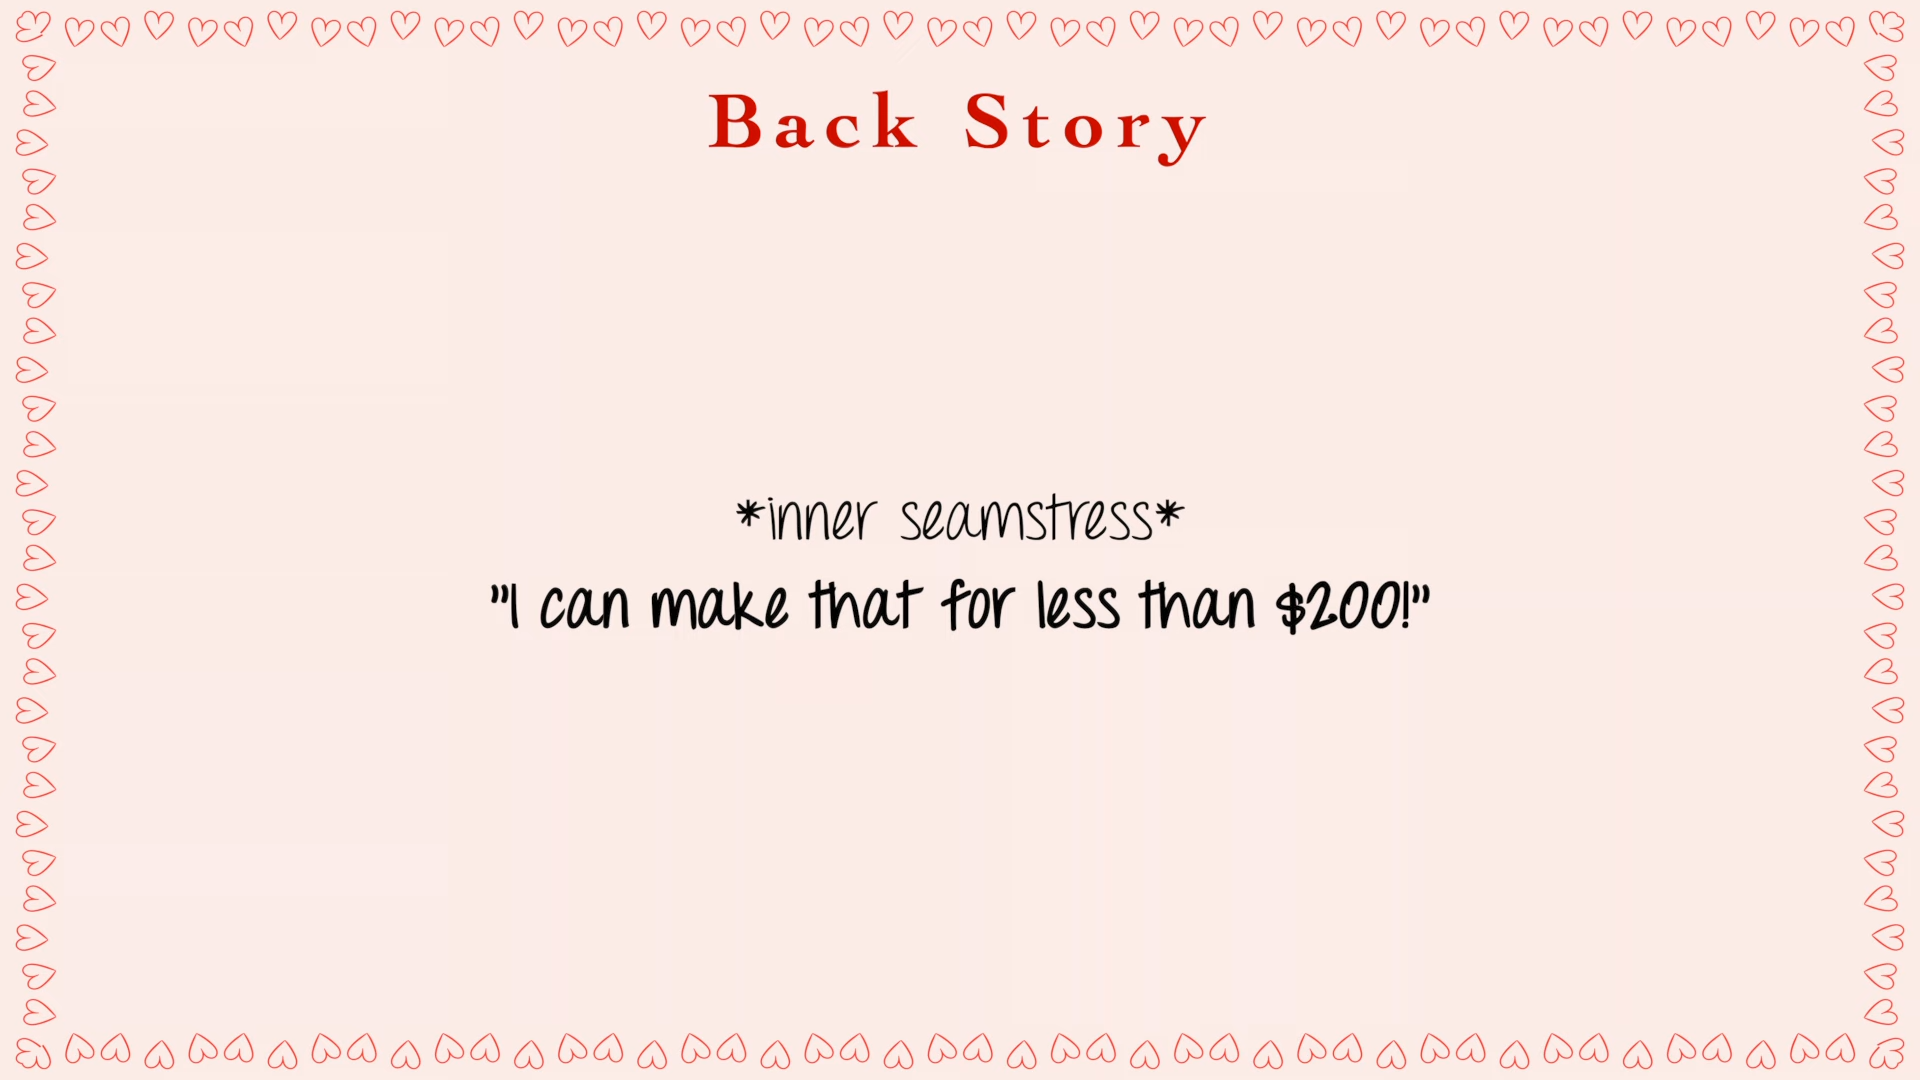 Back Story
*inner seamstress*
"I can make that for less than $200!"